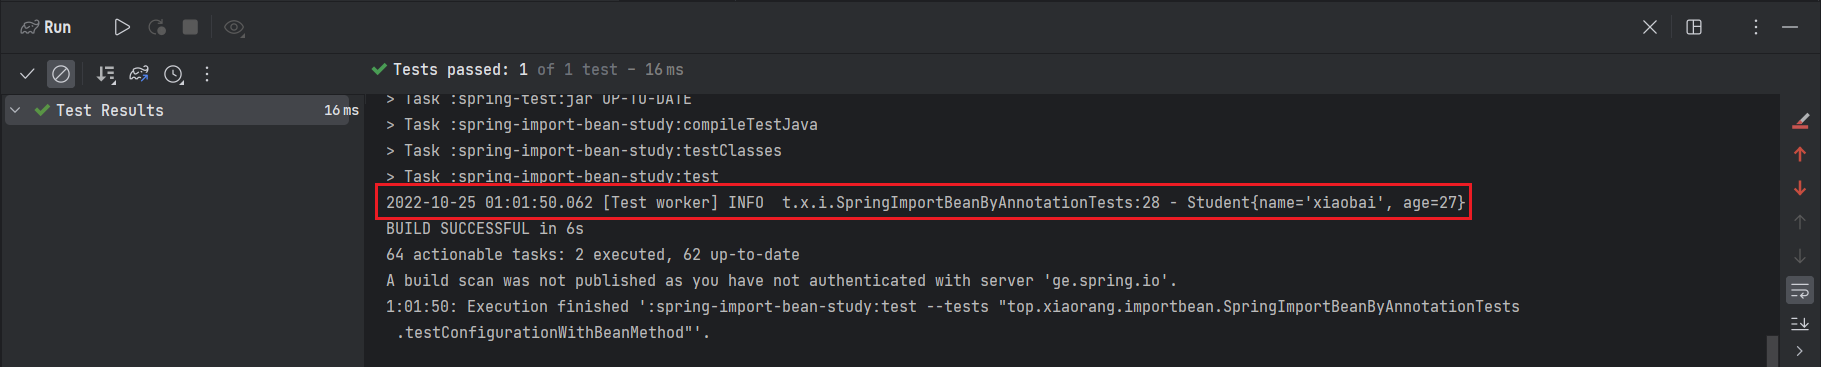 Run
Tests passed: 1 of 1 test – 16 ms
Test Results 16 ms
> Task :spring-test:jar UP-TO-DATE
> Task :spring-import-bean-study:compileTestJava
> Task :spring-import-bean-study:testClasses
> Task :spring-import-bean-study:test
2022-10-25 01:01:50.062 [Test worker] INFO  t.x.i.SpringImportBeanByAnnotationTests:28 - Student{name='xiaobai', age=27}
BUILD SUCCESSFUL in 6s
64 actionable tasks: 2 executed, 62 up-to-date
A build scan was not published as you have not authenticated with server 'ge.spring.io'.
1:01:50: Execution finished ':spring-import-bean-study:test --tests "top.xiaorang.importbean.SpringImportBeanByAnnotationTests
.testConfigurationWithBeanMethod"'.